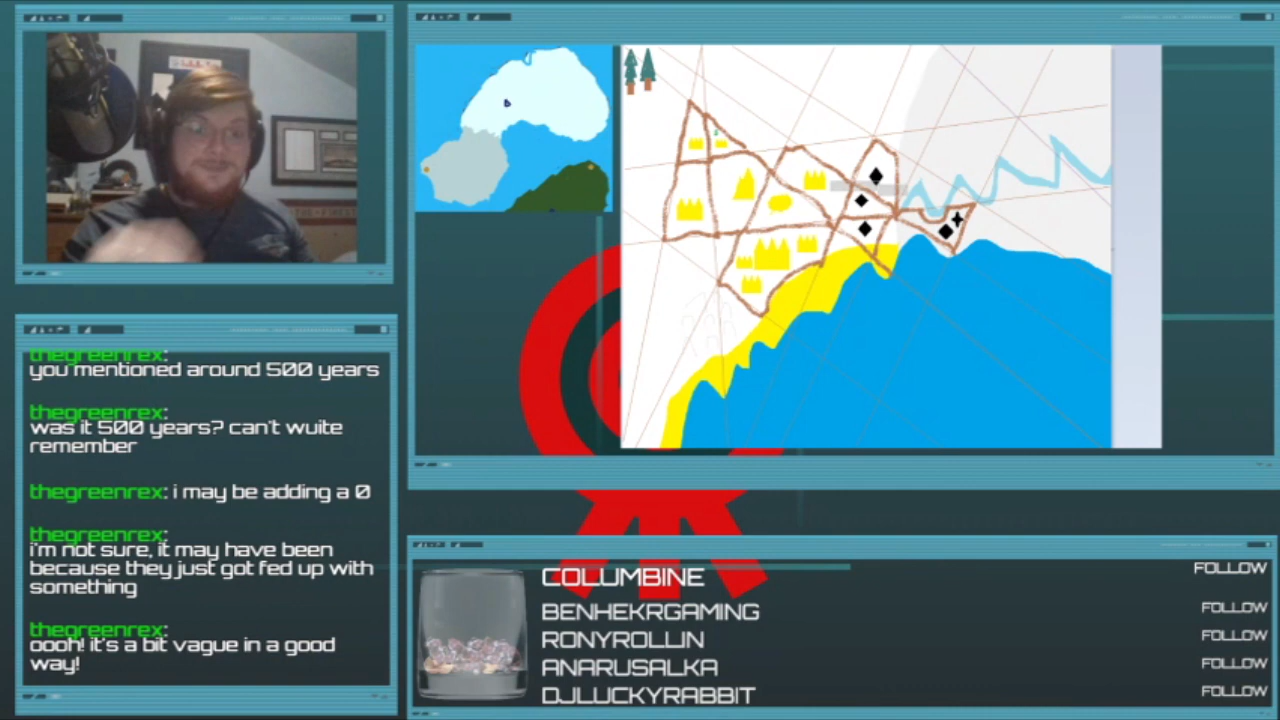 thegreenrex:
you mentioned around 500 years
thegreenrex:
was it 500 years? can't wuite
remember
thegreenrex: i may be adding a 0
thegreenrex:
i'm not sure, it may have been
because they just got fed up with
something
thegreenrex:
oooh! it's a bit vague in a good
way!
COLUMBINE FOLLOW
BENHEKRGAMING FOLLOW
RONYROLLIN FOLLOW
ANARUSALKA FOLLOW
DJLUCKYRABBIT FOLLOW